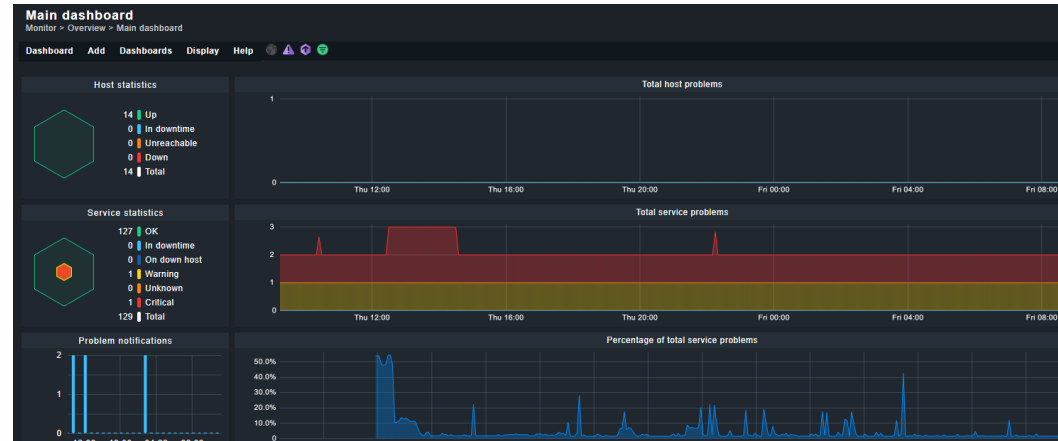 Main dashboard
Monitor > Overview > Main dashboard
Dashboard Add Dashboards Display Help
Host statistics
14 Up
0 In downtime
0 Unreachable
0 Down
14 Total
Total host problems
1
0
Thu 12:00 Thu 16:00 Thu 20:00 Fri 00:00 Fri 04:00 Fri 08:00
Service statistics
127 OK
0 In downtime
0 On down host
1 Warning
0 Unknown
1 Critical
129 Total
Total service problems
3
2
1
0
Thu 12:00 Thu 16:00 Thu 20:00 Fri 00:00 Fri 04:00 Fri 08:00
Problem notifications
2
1
0
Percentage of total service problems
50.0%
40.0%
30.0%
20.0%
10.0%
0